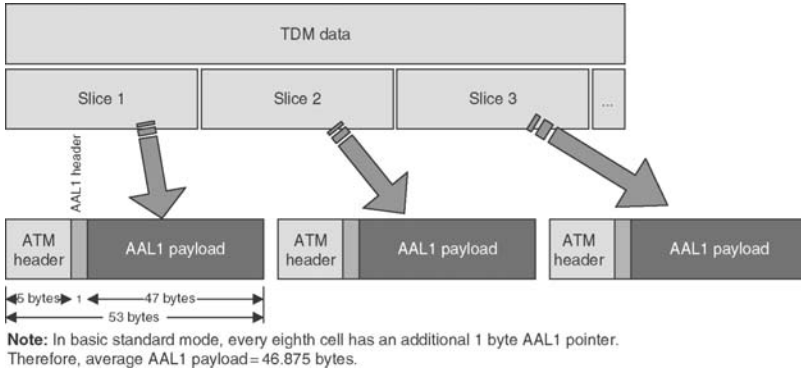 TDM data
Slice 1 Slice 2 Slice 3 ...
AAL1 header
ATM header AAL1 payload ATM header AAL1 payload ATM header AAL1 payload
5 bytes 1 47 bytes
53 bytes
Note: In basic standard mode, every eighth cell has an additional 1 byte AAL1 pointer.
Therefore, average AAL1 payload = 46.875 bytes.